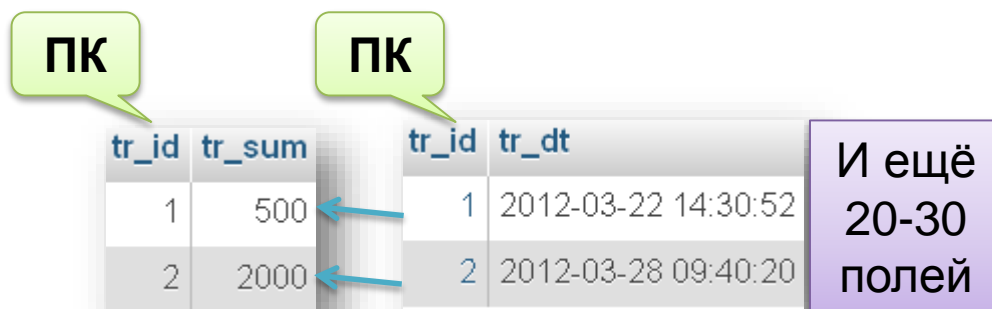 ПК ПК
tr_id tr_sum tr_id tr_dt
1 500 1 2012-03-22 14:30:52
2 2000 2 2012-03-28 09:40:20
И ещё
20-30
полей